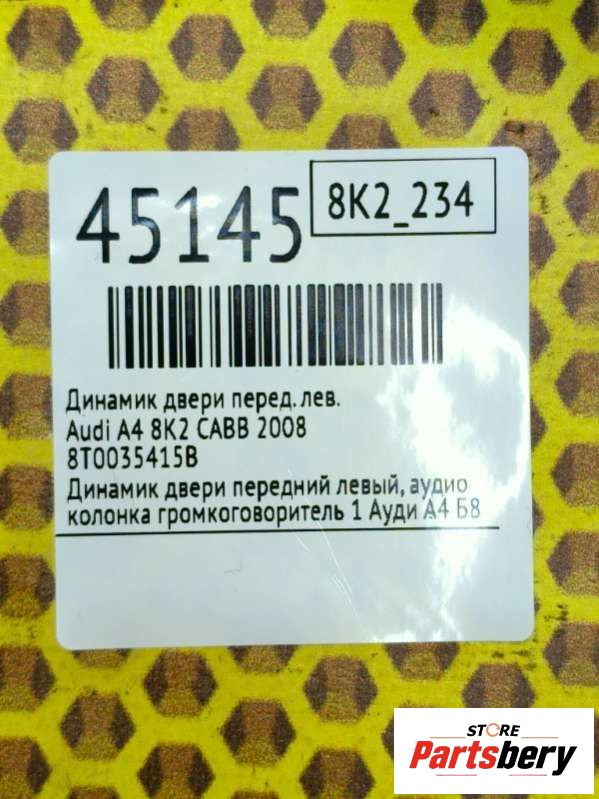 45145
8K2_234
Динамик двери перед. лев.
Audi A4 8K2 CABB 2008
8T0035415B
Динамик двери передний левый, аудио
колонка громкоговоритель 1 Ауди А4 Б8
STORE
Partsbery